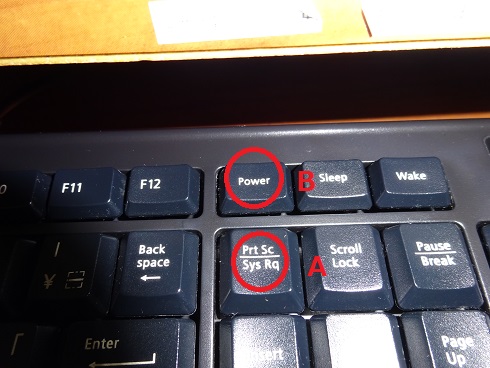 F11
F12
Power
B
Sleep
Wake
¥
Back
space
←
Prt Sc
Sys Rq
A
Scroll
Lock
Pause
Break
「
Enter
Page
Up